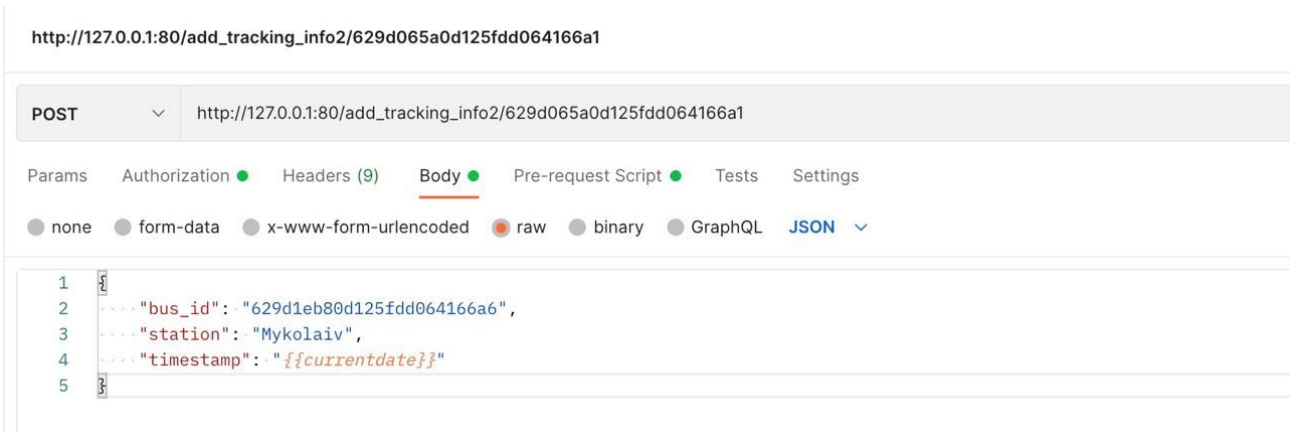 http://127.0.0.1:80/add_tracking_info2/629d065a0d125fdd064166a1
POST http://127.0.0.1:80/add_tracking_info2/629d065a0d125fdd064166a1
Params Authorization Headers (9) Body Pre-request Script Tests Settings
none form-data x-www-form-urlencoded raw binary GraphQL JSON
1 {
2 "bus_id": "629d1eb80d125fdd064166a6",
3 "station": "Mykolaiv",
4 "timestamp": "{{currentdate}}"
5 }